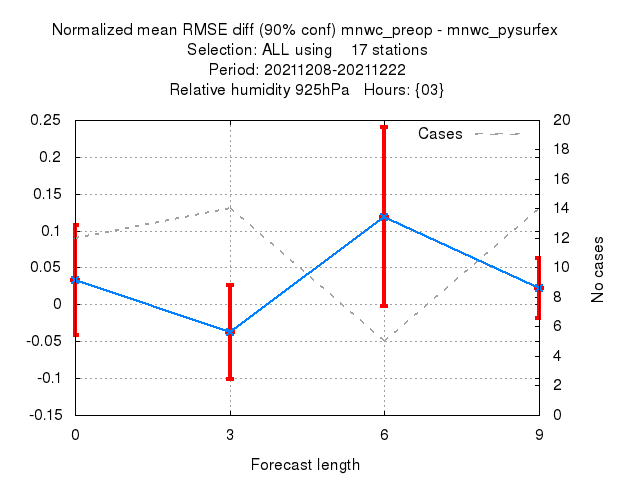 Normalized mean RMSE diff (90% conf) mnwc_preop - mnwc_pysurfex
Selection: ALL using    17 stations
Period: 20211208-20211222
Relative humidity 925hPa   Hours: {03}
Cases
0.25
0.2
0.15
0.1
0.05
0
-0.05
-0.1
-0.15
20
18
16
14
12
10
8
6
4
2
0
No cases
0 3 6 9
Forecast length